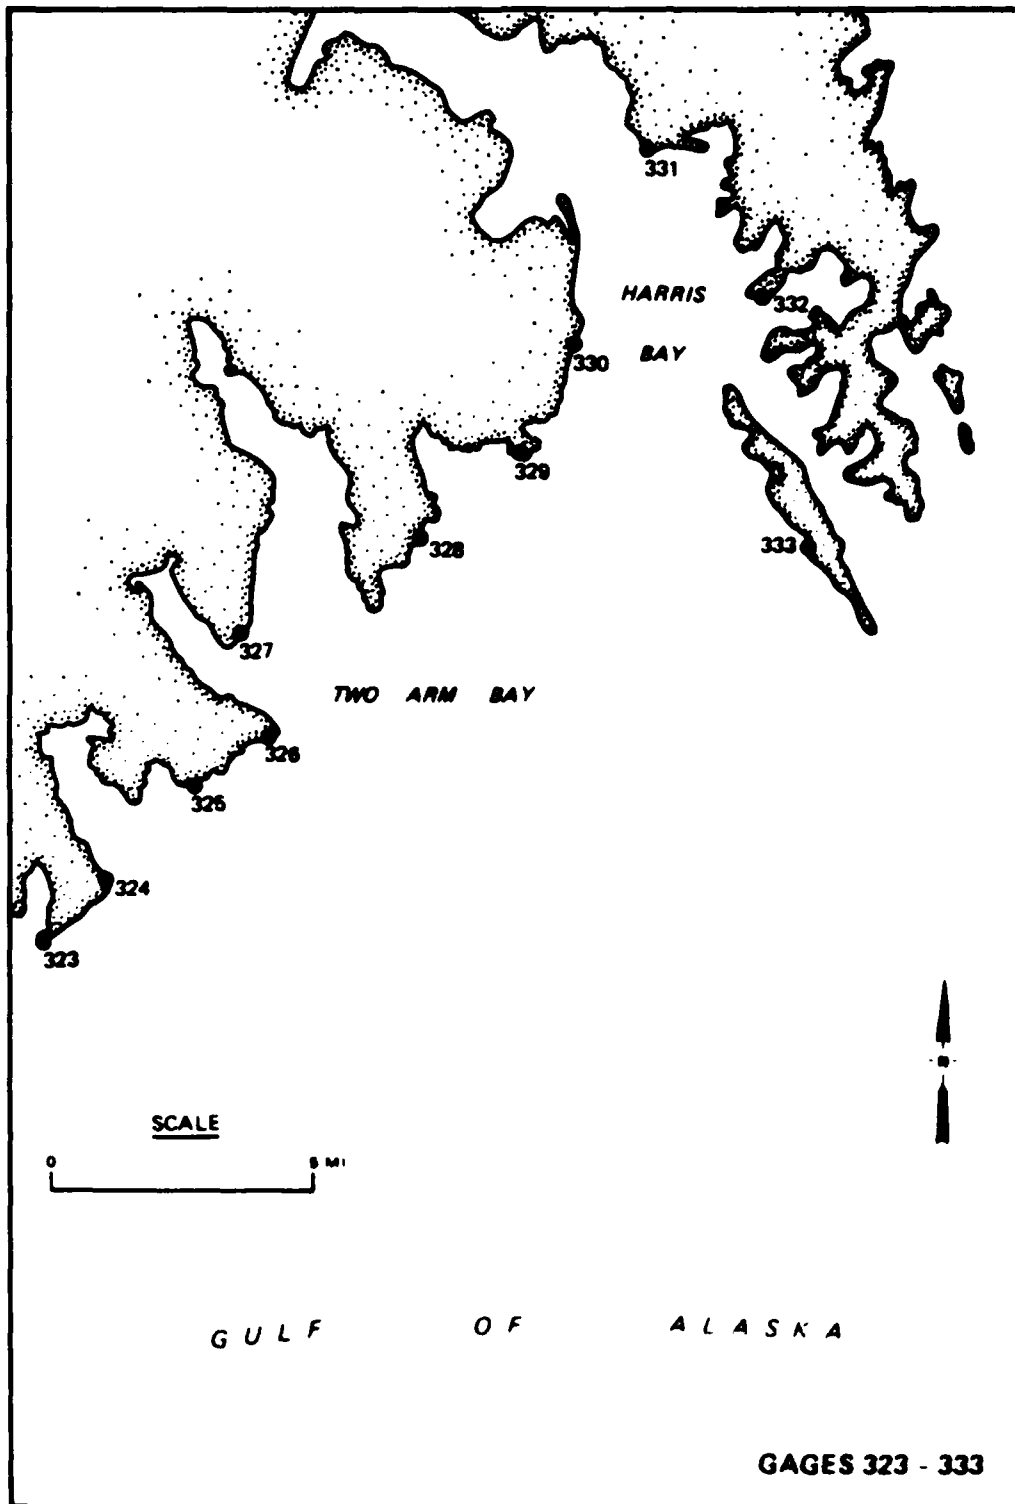 331
HARRIS
332
BAY
330
329
328
333
327
TWO ARM BAY
326
325
324
323
N
SCALE
0 5 MI
GULF OF ALASKA
GAGES 323 - 333